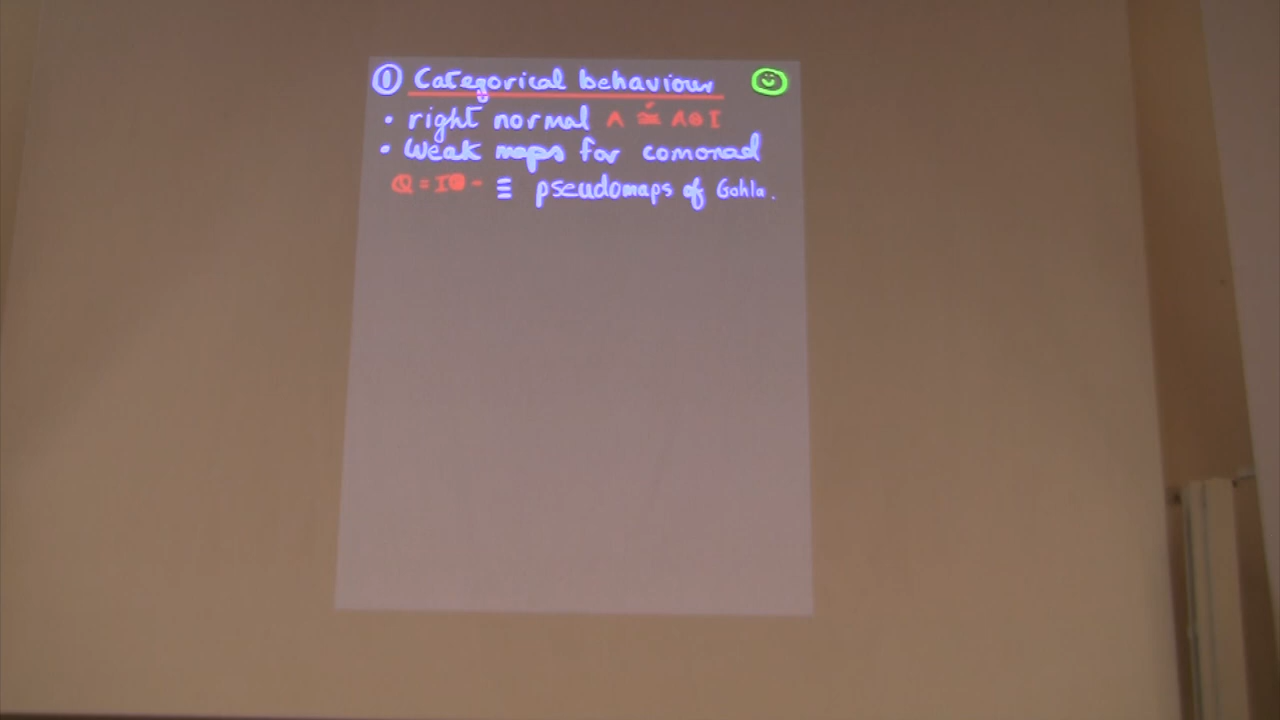 ① Categorical behaviour
• right normal A ≅ A⊗I
• Weak maps for comonad
Q = I⊗ - ≡ pseudomaps of Gohla.